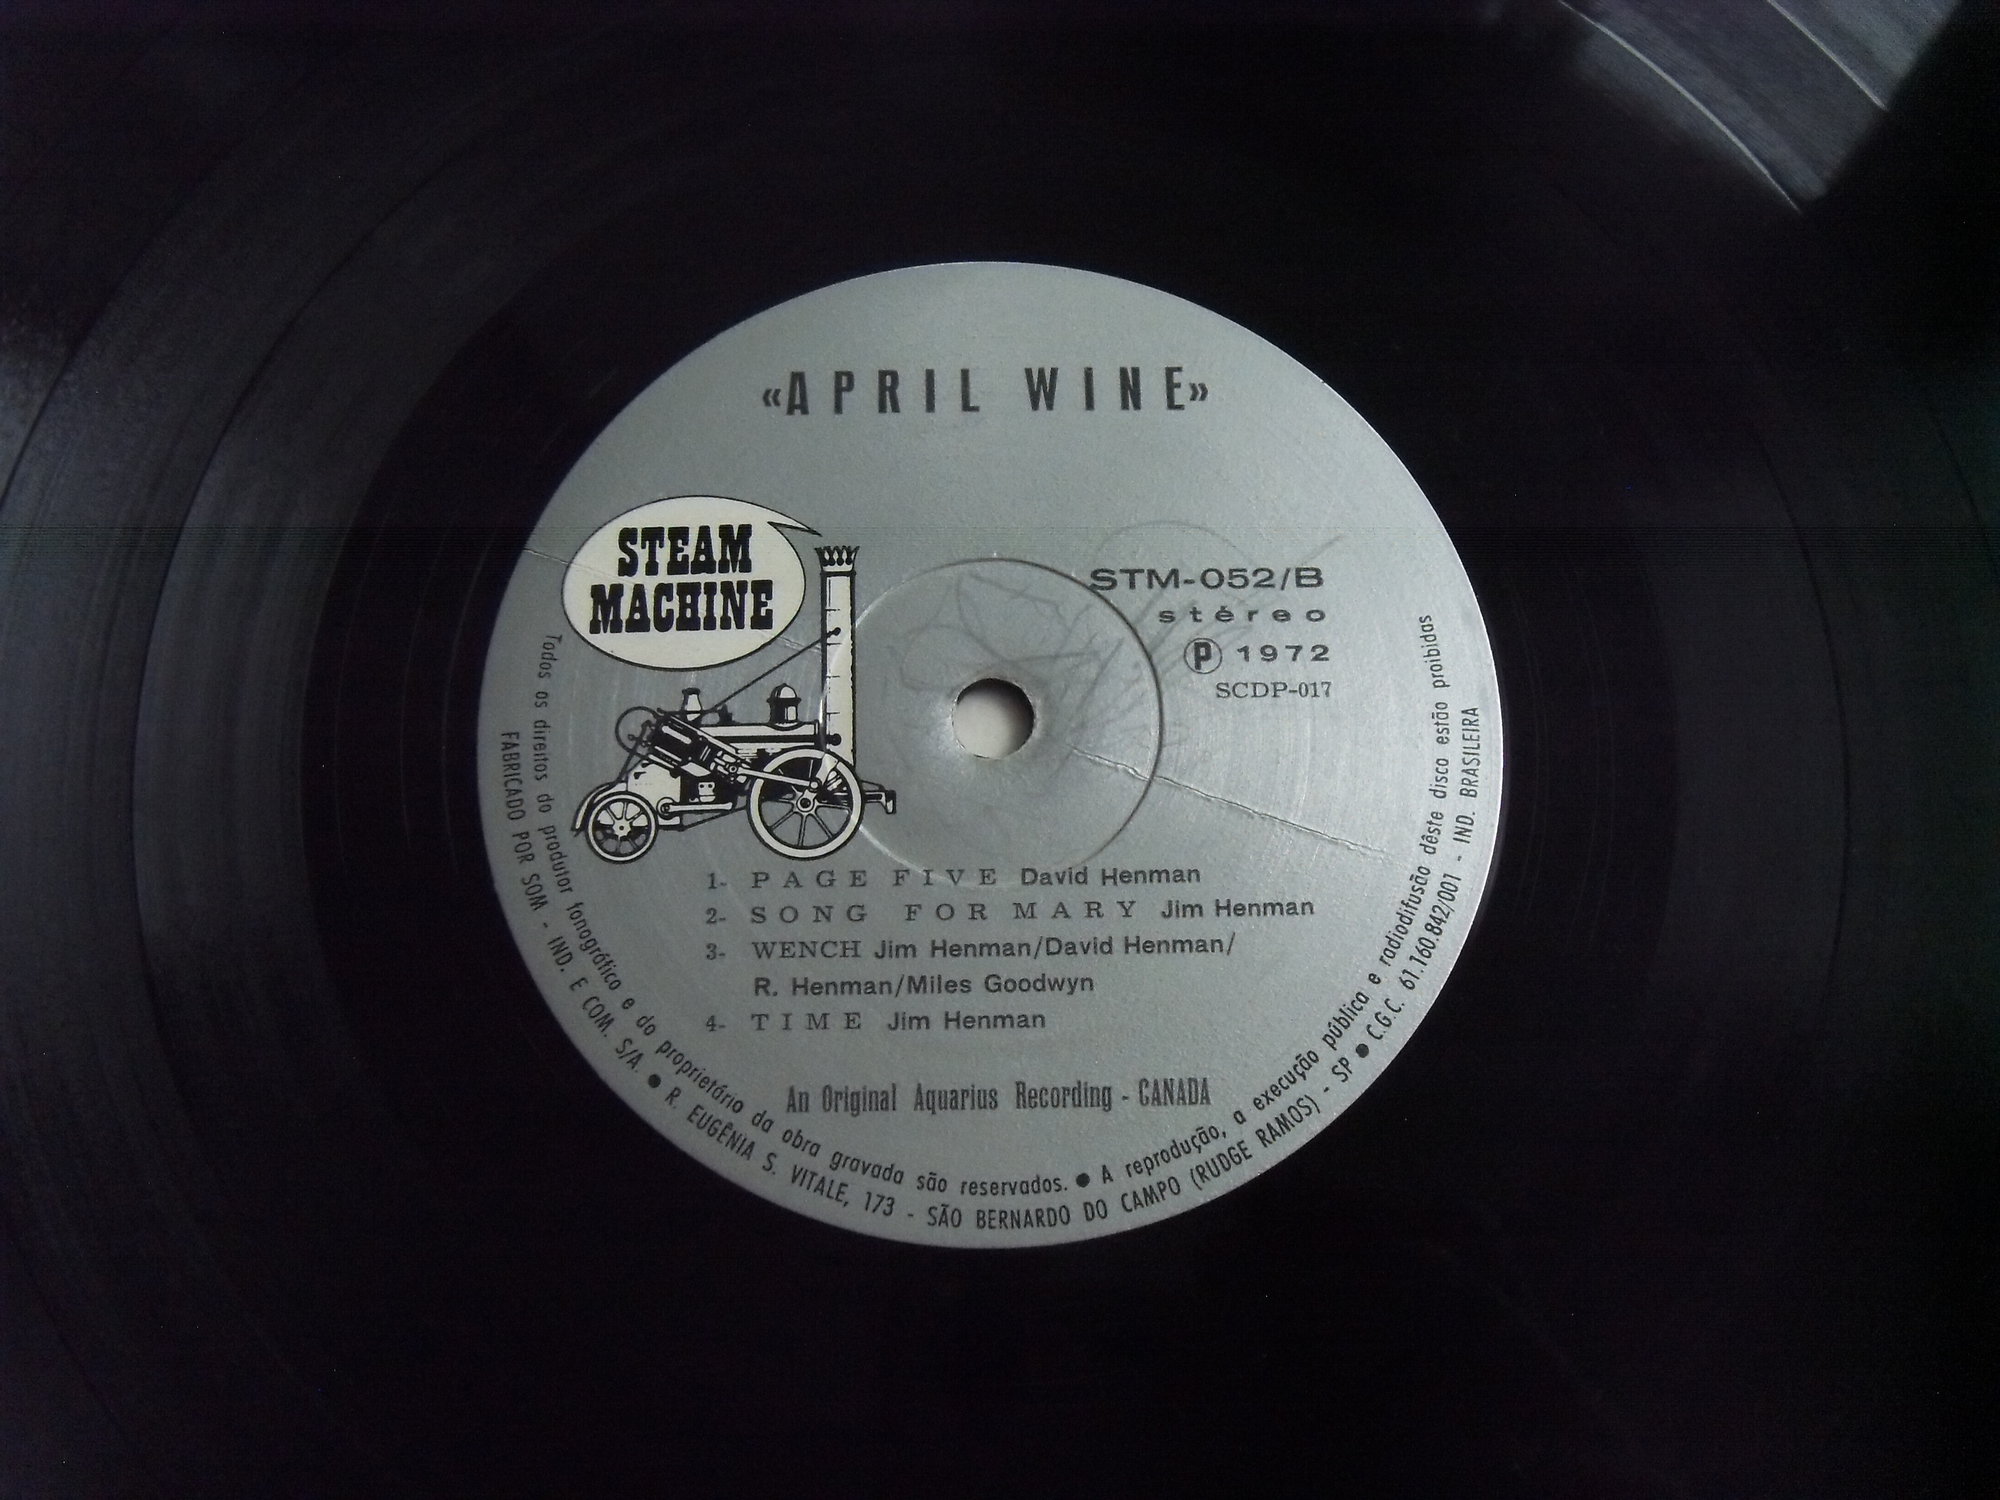 «APRIL WINE»
STEAM
MACHINE
STM-052/B
stéreo
Ⓟ 1972
SCDP-017
1- PAGE FIVE David Henman
2- SONG FOR MARY Jim Henman
3- WENCH Jim Henman/David Henman/
R. Henman/Miles Goodwyn
4- TIME Jim Henman
An Original Aquarius Recording - CANADA
Todos os direitos do produtor fonográfico e do proprietário da obra gravada são reservados. ● A reprodução, a execução pública e radiodifusão dêste disco estão proibidas
FABRICADO POR SOM - IND. E COM. S/A. ● R. EUGÊNIA S. VITALE, 173 - SÃO BERNARDO DO CAMPO (RUDGE RAMOS) - SP ● C.G.C. 61.160.842/001 - IND. BRASILEIRA